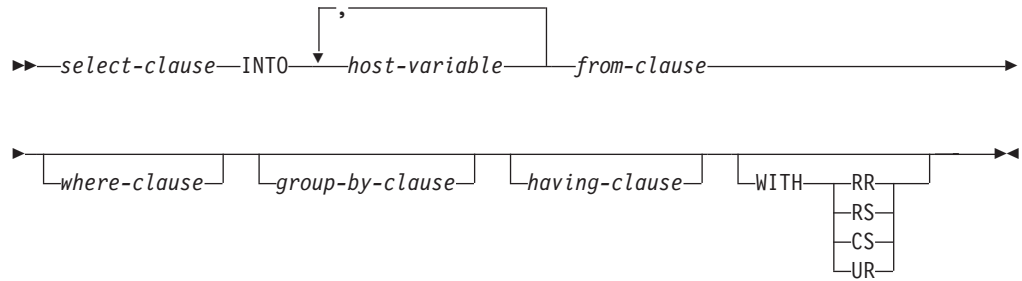 ,
select-clause INTO host-variable from-clause
where-clause group-by-clause having-clause WITH RR
RS
CS
UR